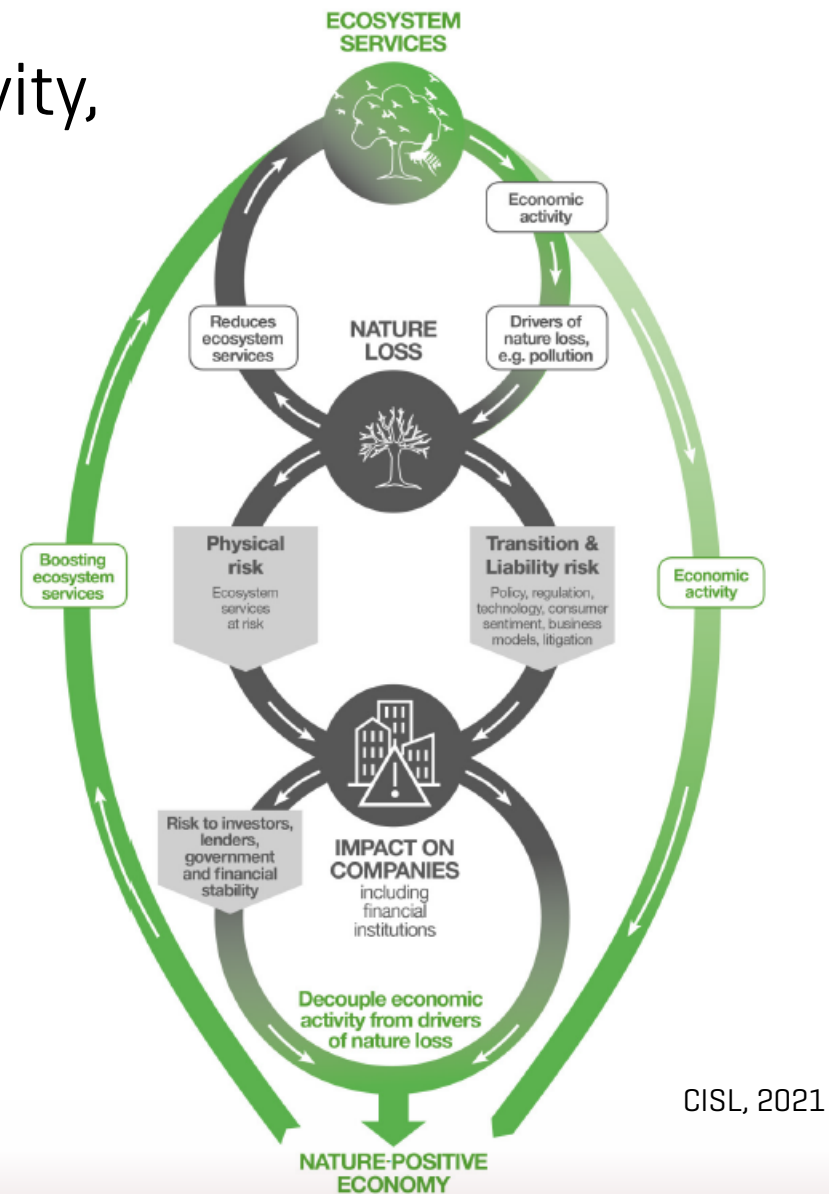 ECOSYSTEM
SERVICES
vity,
Economic
activity
Reduces
ecosystem
services
NATURE
LOSS
Drivers of
nature loss,
e.g. pollution
Physical
risk
Ecosystem
services
at risk
Transition &
Liability risk
Policy, regulation,
technology, consumer
sentiment, business
models, litigation
Boosting
ecosystem
services
Economic
activity
Risk to investors,
lenders,
government
and financial
stability
IMPACT ON
COMPANIES
including
financial
institutions
Decouple economic
activity from drivers
of nature loss
CISL, 2021
NATURE-POSITIVE
ECONOMY